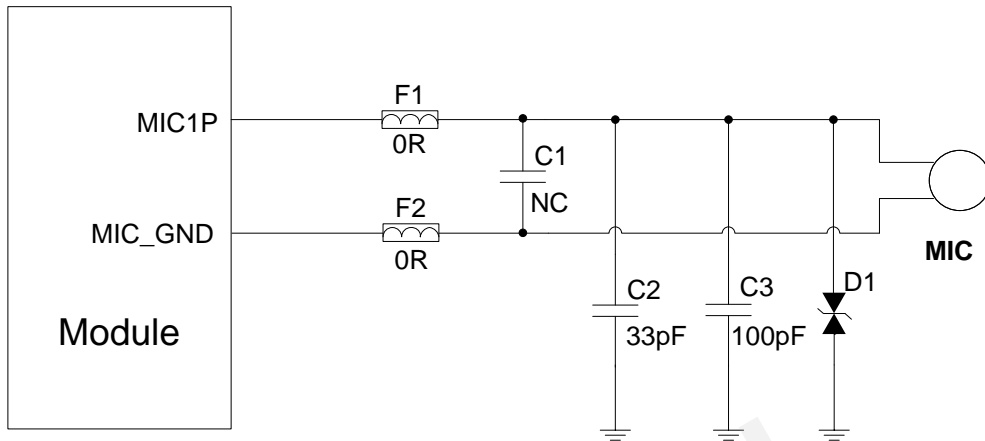 F1
MIC1P
0R
C1
NC
MIC_GND
F2
0R
MIC
Module
C2
33pF
C3
100pF
D1